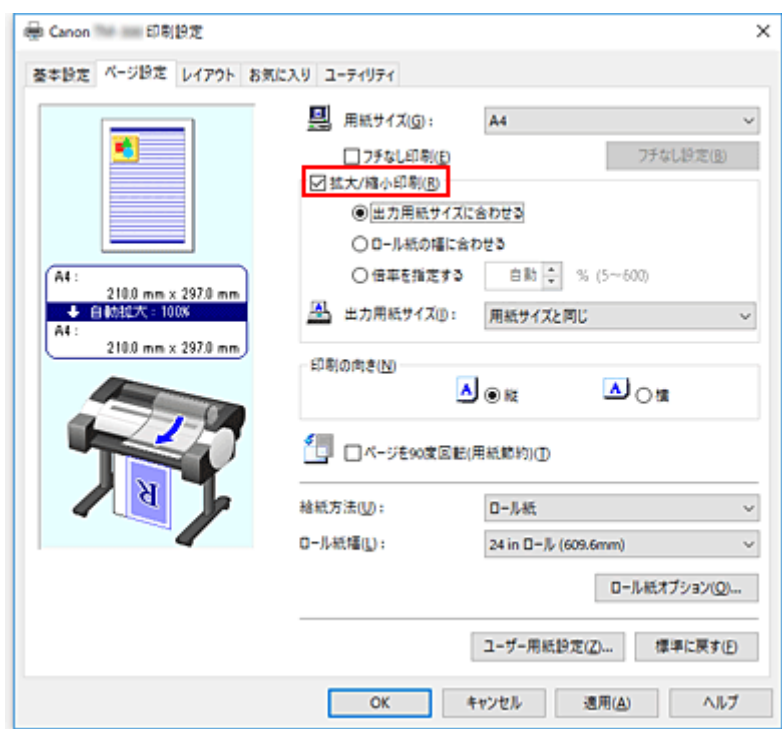 Canon 印刷設定
基本設定 ページ設定 レイアウト お気に入り ユーティリティ
用紙サイズ(G): A4
フチなし印刷(E) フチなし設定(B)
拡大/縮小印刷(R)
出力用紙サイズに合わせる
ロール紙の幅に合わせる
倍率を指定する 自動 % (5～600)
出力用紙サイズ(I): 用紙サイズと同じ
A4:
210.0 mm x 297.0 mm
自動拡大: 100%
A4:
210.0 mm x 297.0 mm
印刷の向き(N)
A 縦 A 横
ページを90度回転(用紙節約)(T)
R
給紙方法(U): ロール紙
ロール紙幅(L): 24 in ロール (609.6mm)
ロール紙オプション(O)...
ユーザー用紙設定(Z)... 標準に戻す(F)
OK キャンセル 適用(A) ヘルプ